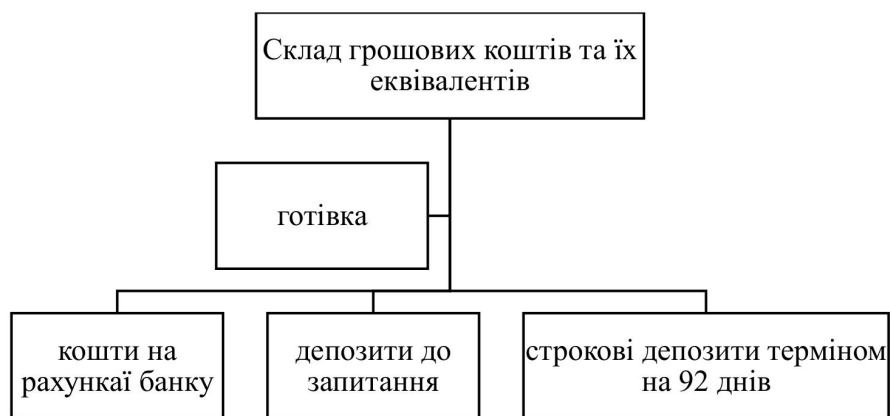 Склад грошових коштів та їх
еквівалентів
готівка
кошти на
рахункаї банку
депозити до
запитання
строкові депозити терміном
на 92 днів